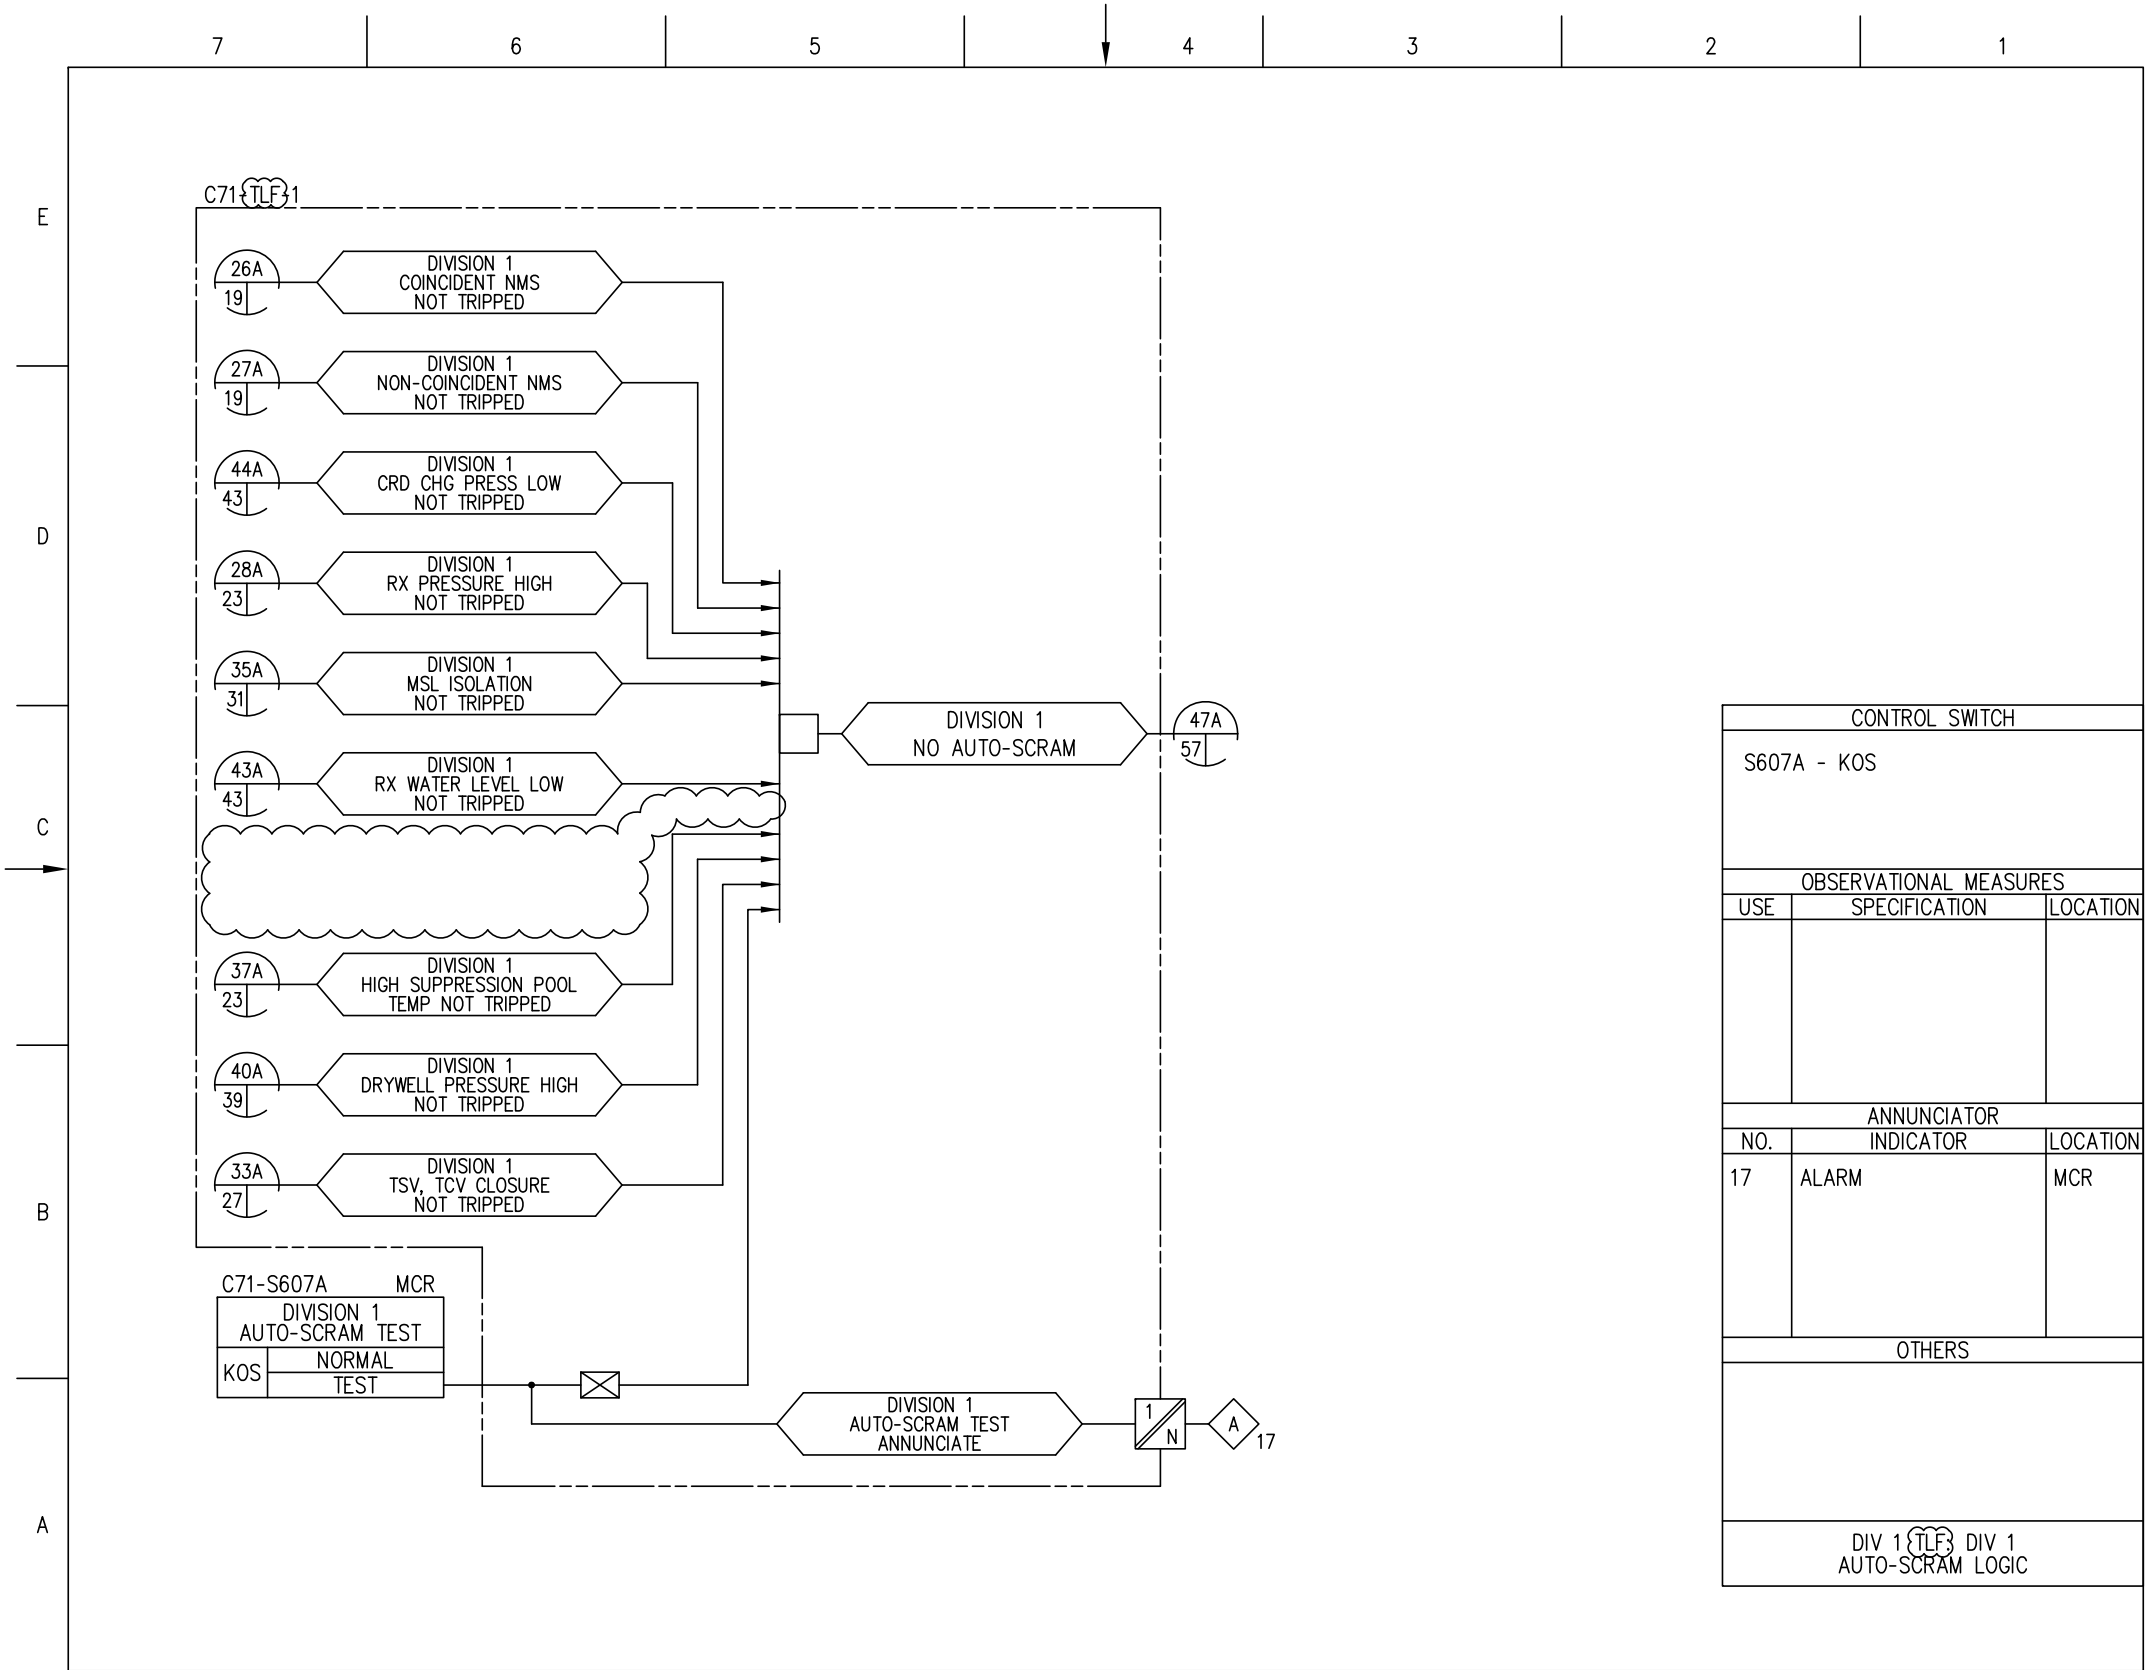 7 6 5 4 3 2 1
E
D
C
B
A
C71-TLF-1
26A
19
DIVISION 1
COINCIDENT NMS
NOT TRIPPED
27A
19
DIVISION 1
NON-COINCIDENT NMS
NOT TRIPPED
44A
43
DIVISION 1
CRD CHG PRESS LOW
NOT TRIPPED
28A
23
DIVISION 1
RX PRESSURE HIGH
NOT TRIPPED
35A
31
DIVISION 1
MSL ISOLATION
NOT TRIPPED
43A
43
DIVISION 1
RX WATER LEVEL LOW
NOT TRIPPED
37A
23
DIVISION 1
HIGH SUPPRESSION POOL
TEMP NOT TRIPPED
40A
39
DIVISION 1
DRYWELL PRESSURE HIGH
NOT TRIPPED
33A
27
DIVISION 1
TSV, TCV CLOSURE
NOT TRIPPED
DIVISION 1
NO AUTO-SCRAM
47A
57
C71-S607A MCR
DIVISION 1
AUTO-SCRAM TEST
KOS
NORMAL
TEST
DIVISION 1
AUTO-SCRAM TEST
ANNUNCIATE
1
N
A
17
CONTROL SWITCH
S607A - KOS
OBSERVATIONAL MEASURES
USE SPECIFICATION LOCATION
ANNUNCIATOR
NO. INDICATOR LOCATION
17 ALARM MCR
OTHERS
DIV 1 TLF: DIV 1
AUTO-SCRAM LOGIC